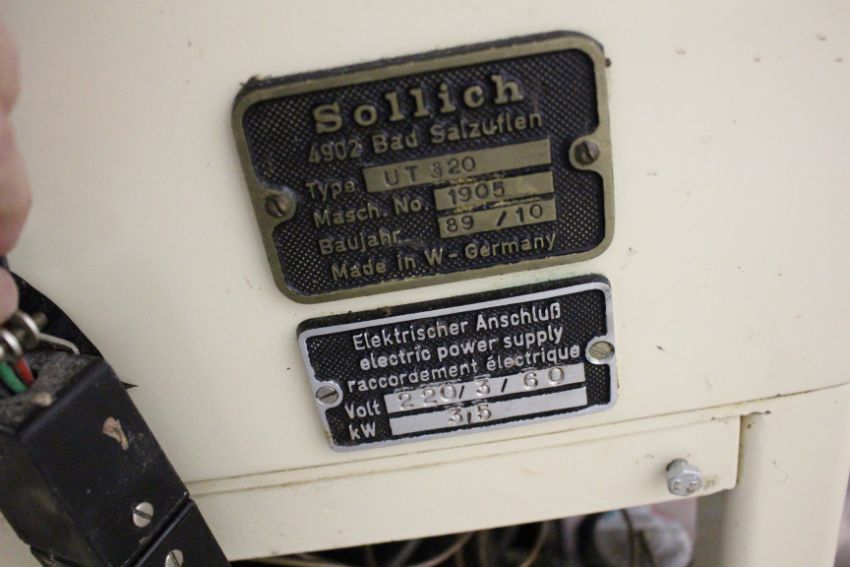 Sollich
4902 Bad Salzuflen
Type UT 820
Masch. No. 1905
Baujahr 89 / 10
Made in W - Germany
Elektrischer Anschluß
electric power supply
raccordement électrique
Volt 220/3/60
kW 3,5